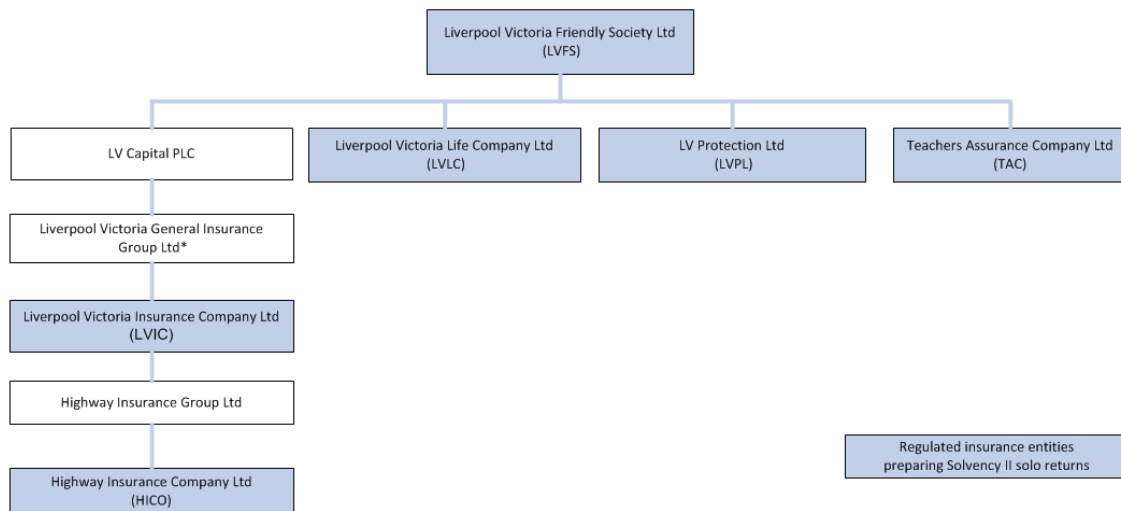 Liverpool Victoria Friendly Society Ltd
(LVFS)
LV Capital PLC
Liverpool Victoria Life Company Ltd
(LVLC)
LV Protection Ltd
(LVPL)
Teachers Assurance Company Ltd
(TAC)
Liverpool Victoria General Insurance
Group Ltd*
Liverpool Victoria Insurance Company Ltd
(LVIC)
Highway Insurance Group Ltd
Regulated insurance entities
preparing Solvency II solo returns
Highway Insurance Company Ltd
(HICO)